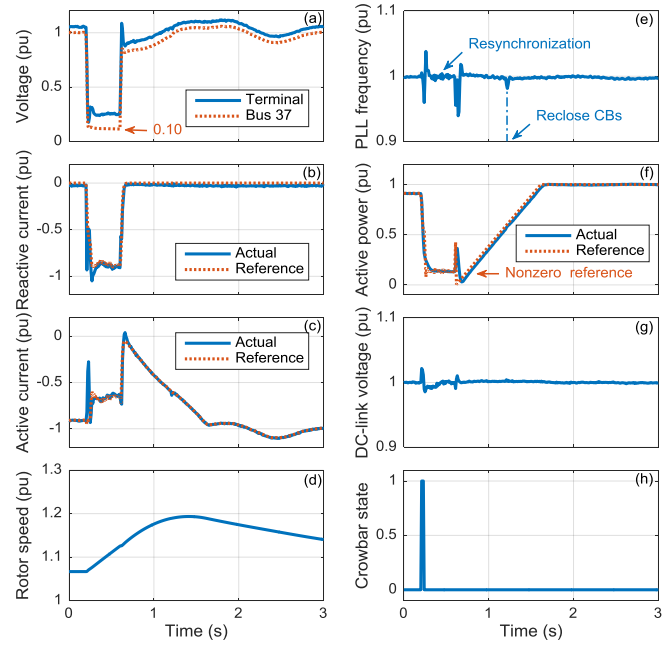 (a)
Voltage (pu)
1
0.5
0
Terminal
Bus 37
0.10
(b)
Reactive current (pu)
0
-0.5
-1
Actual
Reference
(c)
Active current (pu)
0
-0.5
-1
Actual
Reference
(d)
Rotor speed (pu)
1.3
1.2
1.1
1
0 1 2 3
Time (s)
(e)
PLL frequency (pu)
1.1
1
0.9
Resynchronization
Reclose CBs
(f)
Active power (pu)
1
0.5
0
Actual
Reference
Nonzero reference
(g)
DC-link voltage (pu)
1.1
1
0.9
(h)
Crowbar state
1
0.5
0
0 1 2 3
Time (s)